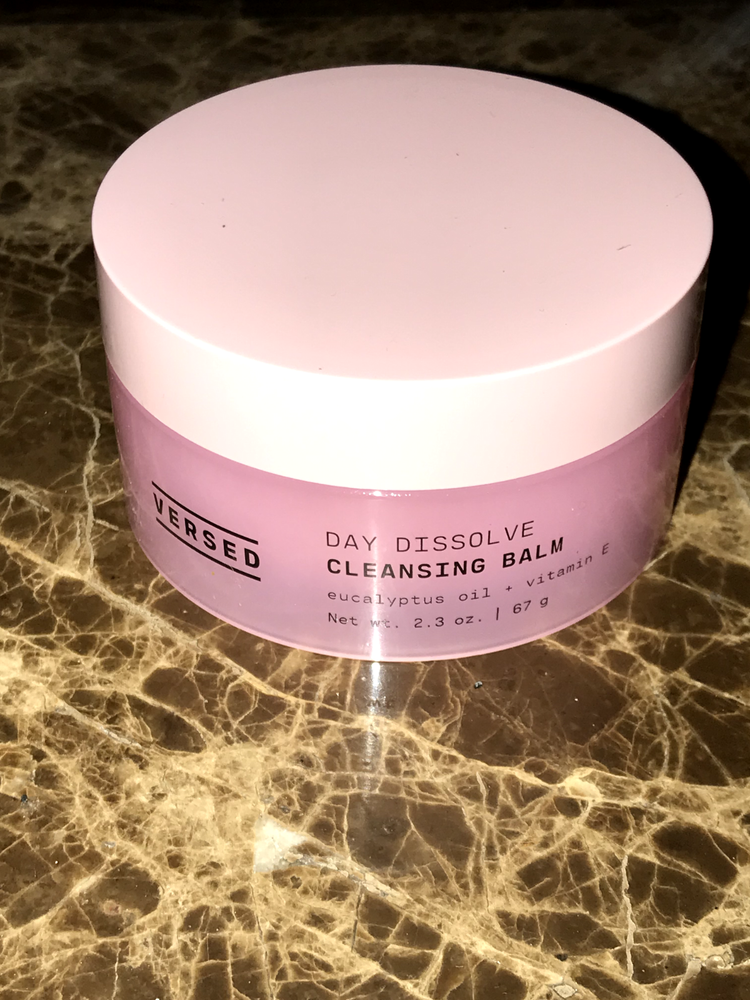 VERSED
DAY DISSOLVE
CLEANSING BALM
eucalyptus oil + vitamin E
Net wt. 2.3 oz. | 67 g